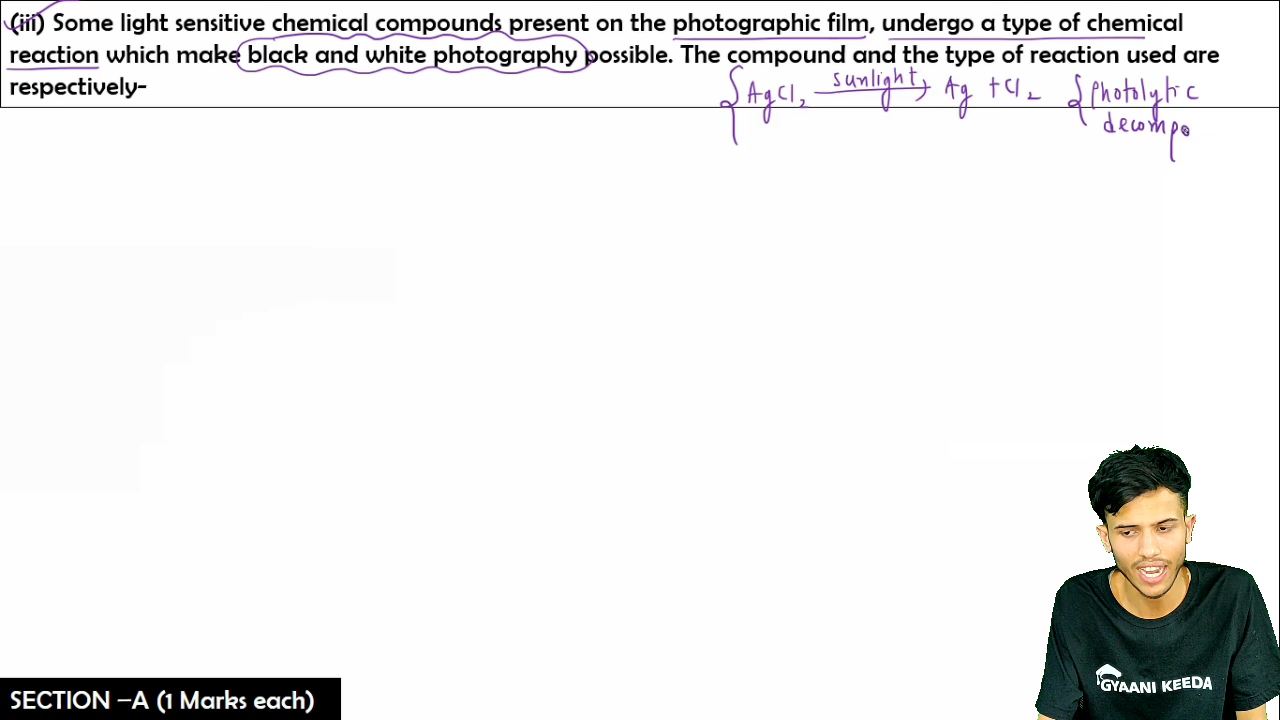 (iii) Some light sensitive chemical compounds present on the photographic film, undergo a type of chemical
reaction which make black and white photography possible. The compound and the type of reaction used are
respectively-
AgCl₂ sunlight Ag + Cl₂ photolytic
decompo
GYAANI KEEDA
SECTION –A (1 Marks each)